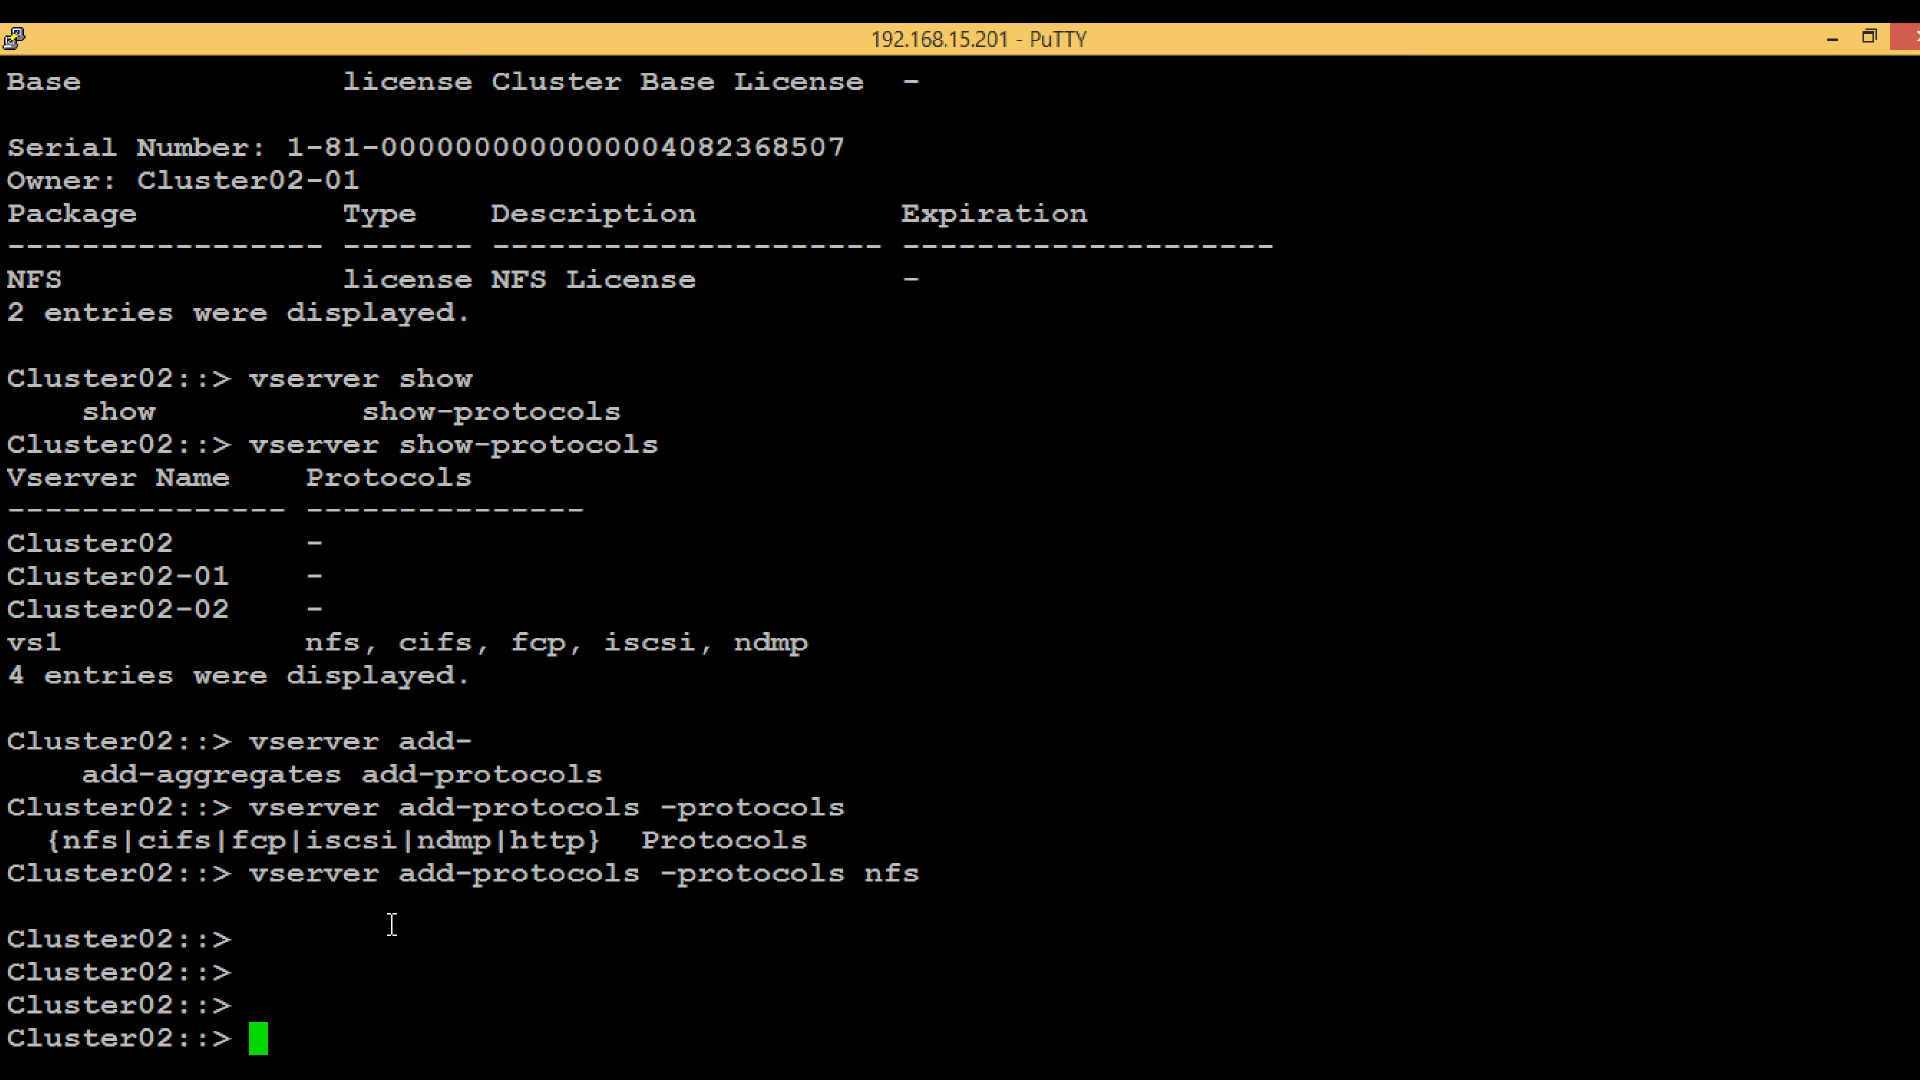 192.168.15.201 - PuTTY
Base license Cluster Base License -
Serial Number: 1-81-0000000000000004082368507
Owner: Cluster02-01
Package Type Description Expiration
----------------- ------- --------------------- --------------------
NFS license NFS License -
2 entries were displayed.
Cluster02::> vserver show
show show-protocols
Cluster02::> vserver show-protocols
Vserver Name Protocols
--------------- ---------------
Cluster02 -
Cluster02-01 -
Cluster02-02 -
vs1 nfs, cifs, fcp, iscsi, ndmp
4 entries were displayed.
Cluster02::> vserver add-
add-aggregates add-protocols
Cluster02::> vserver add-protocols -protocols
{nfs|cifs|fcp|iscsi|ndmp|http} Protocols
Cluster02::> vserver add-protocols -protocols nfs
Cluster02::>
Cluster02::>
Cluster02::>
Cluster02::>